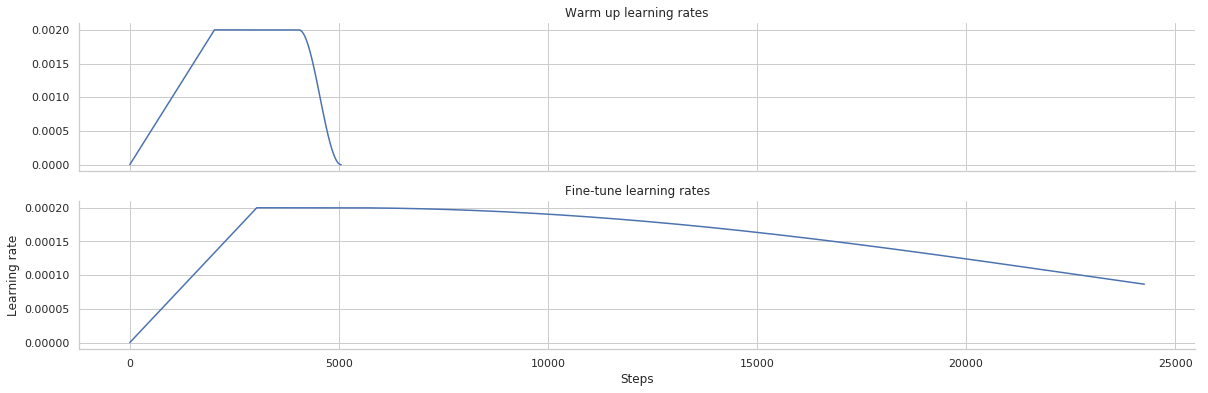 Warm up learning rates
0.0020
0.0015
0.0010
0.0005
0.0000
Fine-tune learning rates
0.00020
0.00015
0.00010
0.00005
0.00000
Learning rate
0 5000 10000 15000 20000 25000
Steps